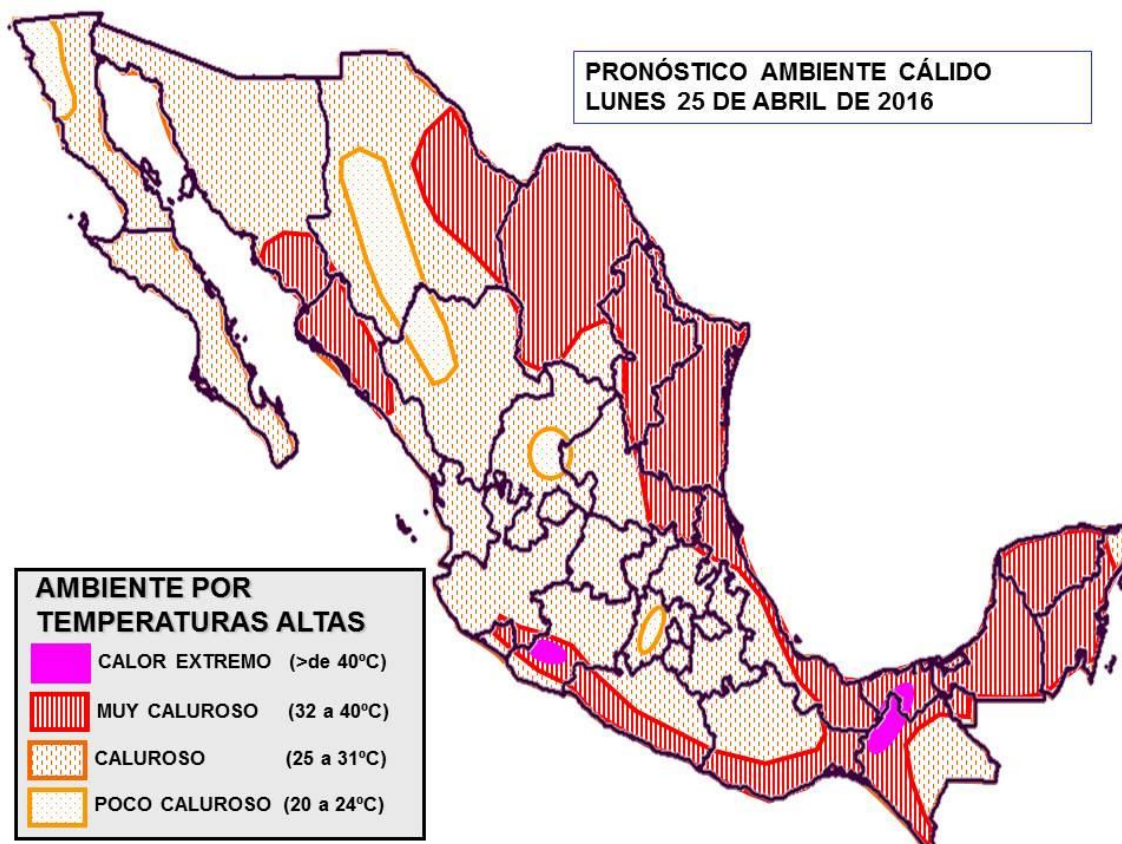 PRONÓSTICO AMBIENTE CÁLIDO
LUNES 25 DE ABRIL DE 2016
AMBIENTE POR
TEMPERATURAS ALTAS
CALOR EXTREMO (>de 40ºC)
MUY CALUROSO (32 a 40ºC)
CALUROSO (25 a 31ºC)
POCO CALUROSO (20 a 24ºC)